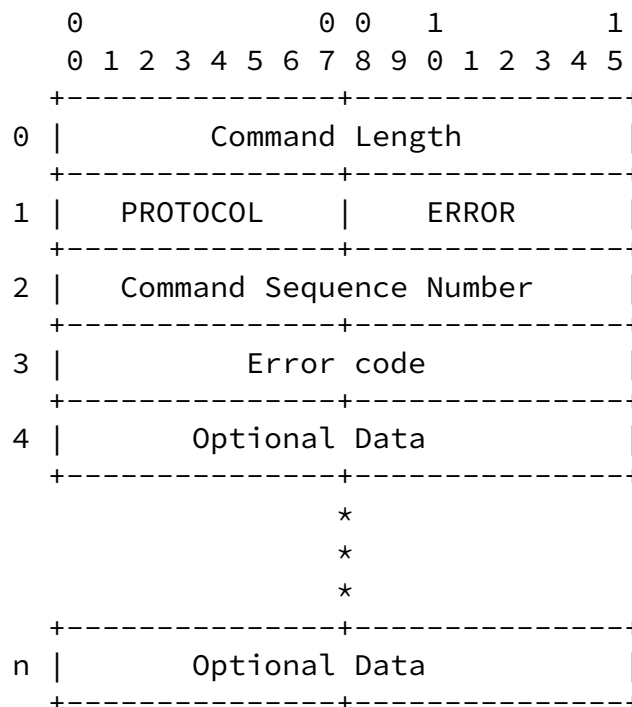 0 0 0 1 1
0 1 2 3 4 5 6 7 8 9 0 1 2 3 4 5
+---------------+---------------+
0 | Command Length |
+---------------+---------------+
1 | PROTOCOL | ERROR |
+---------------+---------------+
2 | Command Sequence Number |
+---------------+---------------+
3 | Error code |
+---------------+---------------+
4 | Optional Data |
+---------------+---------------+
*
*
*
+---------------+---------------+
n | Optional Data |
+---------------+---------------+